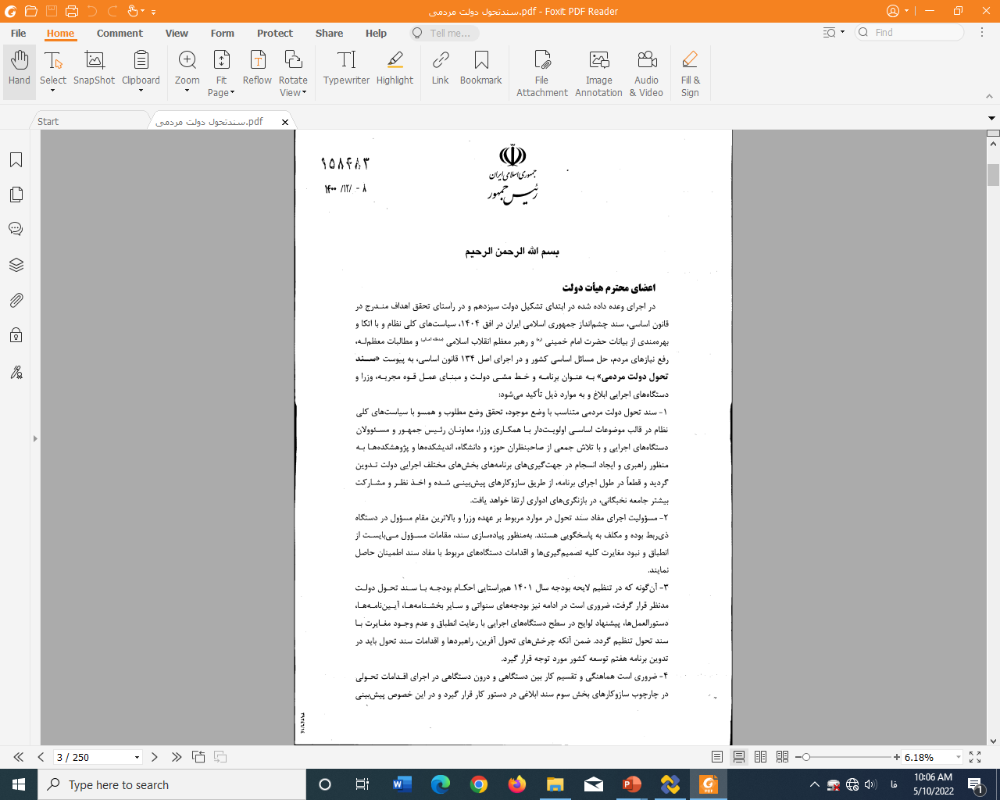 سندتحول دولت مردمی.pdf - Foxit PDF Reader
File Home Comment View Form Protect Share Help Tell me... Find
Hand Select SnapShot Clipboard Zoom Fit Page Reflow Rotate View Typewriter Highlight Link Bookmark File Attachment Image Annotation Audio & Video Fill & Sign
Start سندتحول دولت مردمی.pdf
۱۵۸۴۸۳
۱۴۰۰/۱۲/-۸
جمهوری اسلامی ایران
رئیس جمهور
بسم الله الرحمن الرحیم
اعضای محترم هیأت دولت
در اجرای وعده داده شده در ابتدای تشکیل دولت سیزدهم و در راستای تحقق اهداف مندرج در
قانون اساسی، سند چشم‌انداز جمهوری اسلامی ایران در افق ۱۴۰۴، سیاست‌های کلی نظام و با اتکا و
بهره‌مندی از بیانات حضرت امام خمینی (ره) و رهبر معظم انقلاب اسلامی (مدظله العالی) و مطالبات معظم‌له،
رفع نیازهای مردم، حل مسائل اساسی کشور و در اجرای اصل ۱۳۴ قانون اساسی، به پیوست «سند
تحول دولت مردمی» به عنوان برنامه و خط مشی دولت و مبنای عمل قوه مجریه، وزرا و
دستگاه‌های اجرایی ابلاغ و به موارد ذیل تأکید می‌شود:
۱- سند تحول دولت مردمی متناسب با وضع موجود، تحقق وضع مطلوب و همسو با سیاست‌های کلی
نظام در قالب موضوعات اساسی اولویت‌دار با همکاری وزرا، معاونان رئیس جمهور و مسئوولان
دستگاه‌های اجرایی و با تلاش جمعی از صاحبنظران حوزه و دانشگاه، اندیشکده‌ها و پژوهشکده‌ها به
منظور راهبری و ایجاد انسجام در جهت‌گیری‌های برنامه‌های بخش‌های مختلف اجرایی دولت تدوین
گردید و قطعاً در طول اجرای برنامه، از طریق سازوکارهای پیش‌بینی شده و اخذ نظر و مشارکت
بیشتر جامعه نخبگانی، در بازنگری‌های ادواری ارتقا خواهد یافت.
۲- مسؤولیت اجرای مفاد سند تحول در موارد مربوط بر عهده وزرا و بالاترین مقام مسؤول در دستگاه
ذی‌ربط بوده و مکلف به پاسخگویی هستند. به‌منظور پیاده‌سازی سند، مقامات مسؤول می‌بایست از
انطباق و نبود مغایرت کلیه تصمیم‌گیری‌ها و اقدامات دستگاه‌های مربوط با مفاد سند اطمینان حاصل
نمایند.
۳- آن‌گونه که در تنظیم لایحه بودجه سال ۱۴۰۱ هم‌راستایی احکام بودجه با سند تحول دولت
مدنظر قرار گرفت، ضروری است در ادامه نیز بودجه‌های سنواتی و سایر بخشنامه‌ها، آیین‌نامه‌ها،
دستورالعمل‌ها، پیشنهاد لوایح در سطح دستگاه‌های اجرایی با رعایت انطباق و عدم وجود مغایرت با
سند تحول تنظیم گردد. ضمن آنکه چرخش‌های تحول آفرین، راهبردها و اقدامات سند تحول باید در
تدوین برنامه هفتم توسعه کشور مورد توجه قرار گیرد.
۴- ضروری است هماهنگی و تقسیم کار بین دستگاهی و درون دستگاهی در اجرای اقدامات تحولی
در چارچوب سازوکارهای بخش سوم سند ابلاغی در دستور کار قرار گیرد و در این خصوص پیش‌بینی
3 / 250 6.18%
Type here to search فا 10:06 AM
5/10/2022 1